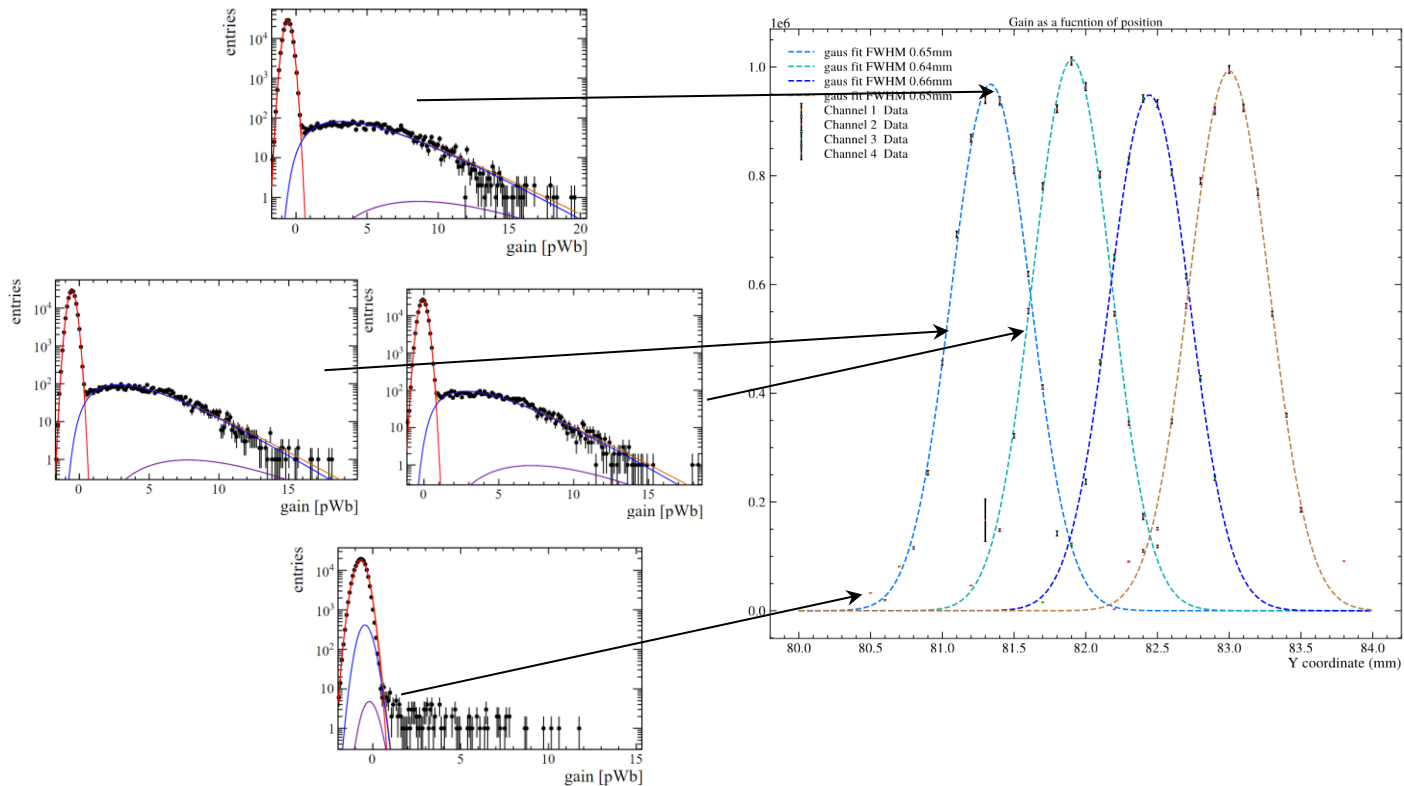 entries
10⁴
10³
10²
10
1
0
5
10
15
20
gain [pWb]
entries
10⁴
10³
10²
10
1
0
5
10
15
gain [pWb]
entries
10⁴
10³
10²
10
1
0
5
10
15
gain [pWb]
entries
10⁴
10³
10²
10
1
0
5
10
15
gain [pWb]
1e6
Gain as a fucntion of position
gaus fit FWHM 0.65mm
gaus fit FWHM 0.64mm
gaus fit FWHM 0.66mm
gaus fit FWHM 0.65mm
Channel 1 Data
Channel 2 Data
Channel 3 Data
Channel 4 Data
1.0
0.8
0.6
0.4
0.2
0.0
80.0 80.5 81.0 81.5 82.0 82.5 83.0 83.5 84.0
Y coordinate (mm)